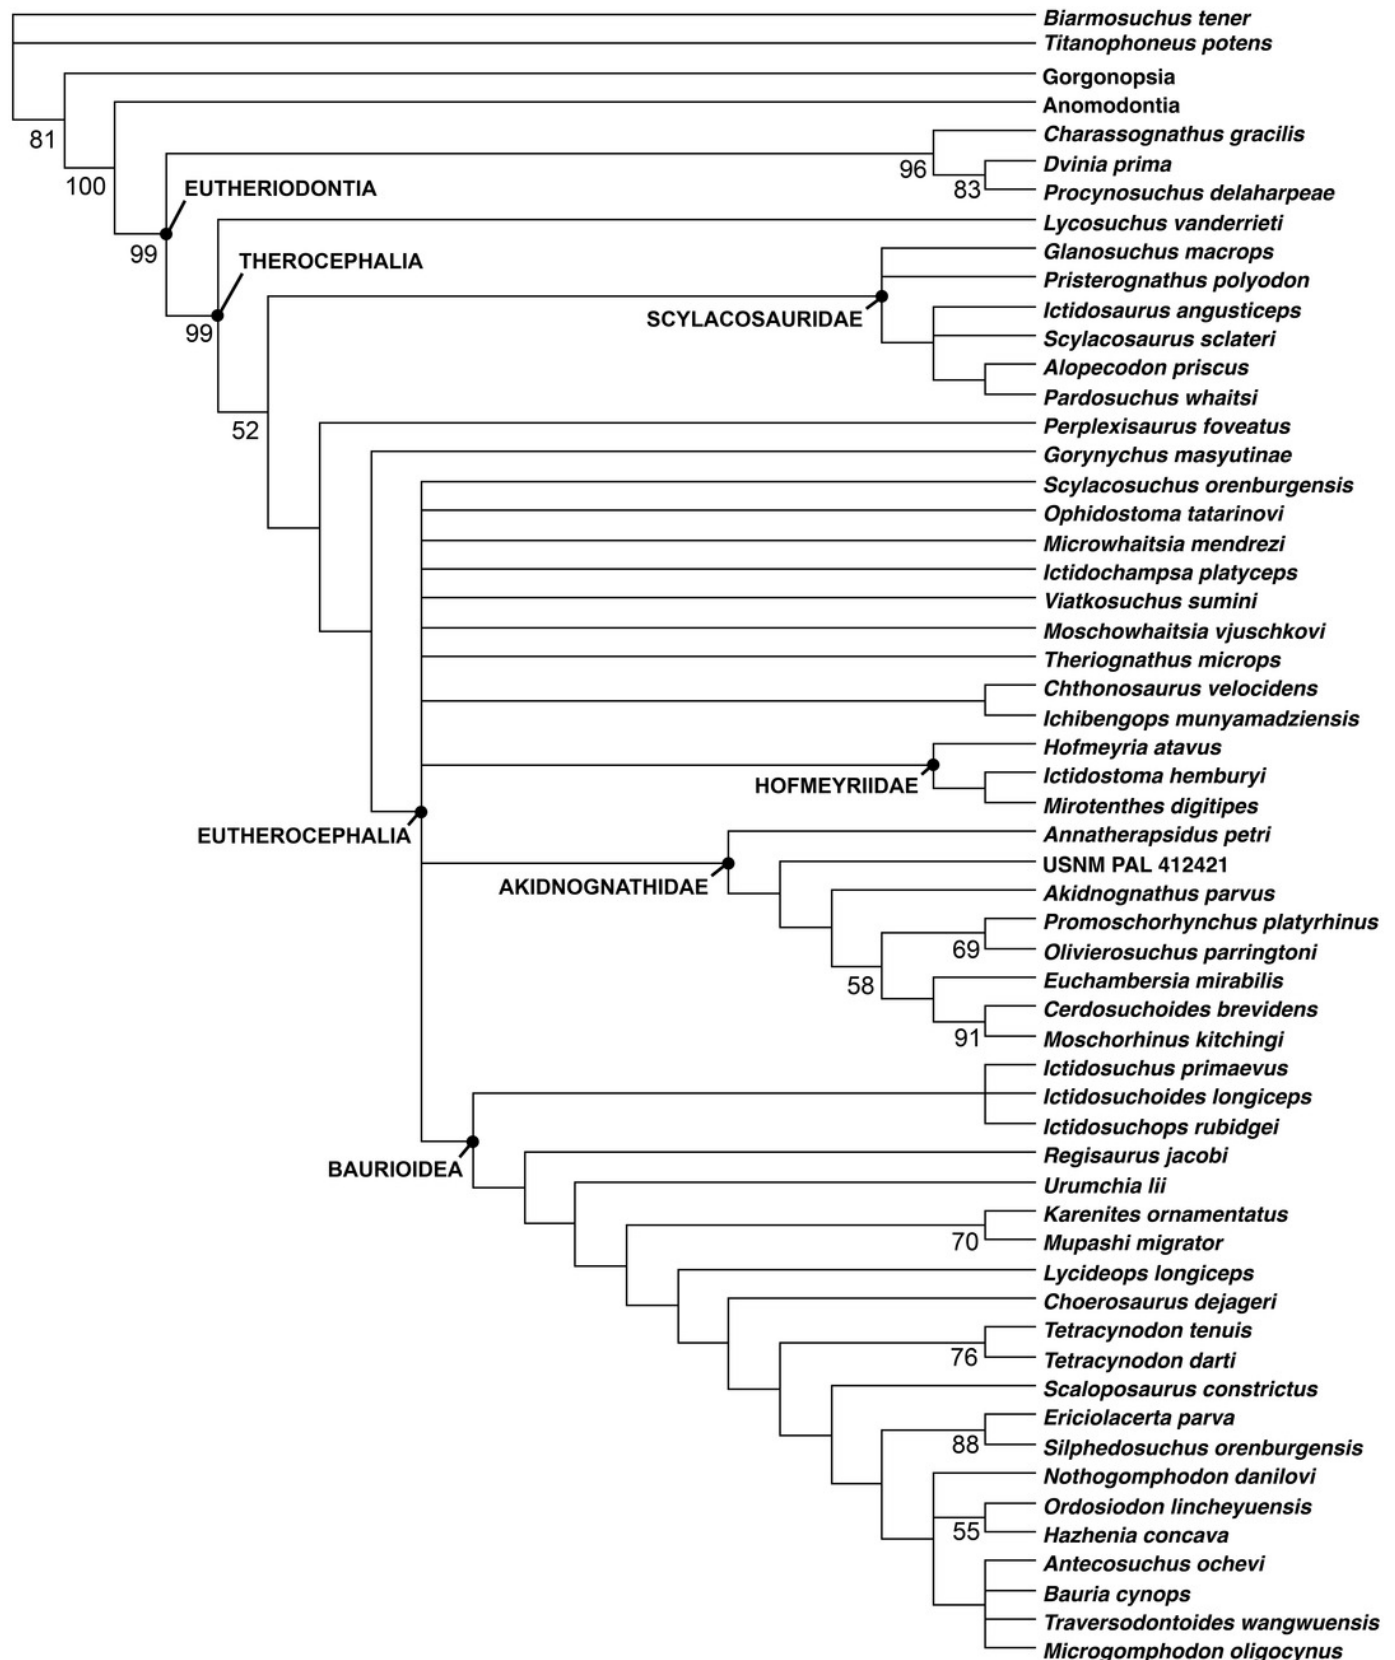 Biarmosuchus tener
Titanophoneus potens
Gorgonopsia
Anomodontia
81
Charassognathus gracilis
96
Dvinia prima
100
EUTHERIODONTIA
83
Procynosuchus delaharpeae
Lycosuchus vanderrieti
99
Glanosuchus macrops
THEROCEPHALIA
Pristerognathus polyodon
Ictidosaurus angusticeps
SCYLACOSAURIDAE
99
Scylacosaurus sclateri
Alopecodon priscus
Pardosuchus whaitsi
Perplexisaurus foveatus
52
Gorynychus masyutinae
Scylacosuchus orenburgensis
Ophidostoma tatarinovi
Microwhaitsia mendrezi
Ictidochampsa platyceps
Viatkosuchus sumini
Moschowhaitsia vjuschkovi
Theriognathus microps
Chthonosaurus velocidens
Ichibengops munyamadziensis
Hofmeyria atavus
Ictidostoma hemburyi
HOFMEYRIIDAE
Mirotenthes digitipes
EUTHEROCEPHALIA
Annatherapsidus petri
USNM PAL 412421
AKIDNOGNATHIDAE
Akidnognathus parvus
Promoschorhynchus platyrhinus
69
Olivierosuchus parringtoni
58
Euchambersia mirabilis
Cerdosuchoides brevidens
91
Moschorhinus kitchingi
Ictidosuchus primaevus
Ictidosuchoides longiceps
Ictidosuchops rubidgei
BAURIOIDEA
Regisaurus jacobi
Urumchia lii
Karenites ornamentatus
70
Mupashi migrator
Lycideops longiceps
Choerosaurus dejageri
Tetracynodon tenuis
76
Tetracynodon darti
Scaloposaurus constrictus
Ericiolacerta parva
88
Silphedosuchus orenburgensis
Nothogomphodon danilovi
Ordosiodon lincheyuensis
55
Hazhenia concava
Antecosuchus ochevi
Bauria cynops
Traversodontoides wangwuensis
Microgomphodon oligocynus